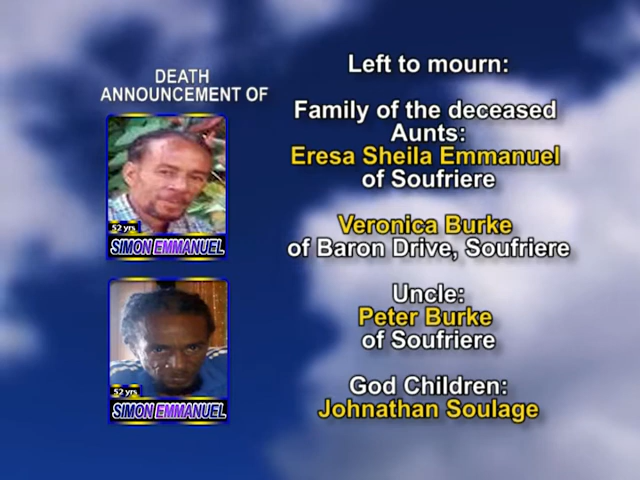 DEATH
ANNOUNCEMENT OF
52 yrs
SIMON EMMANUEL
52 yrs
SIMON EMMANUEL
Left to mourn:
Family of the deceased
Aunts:
Eresa Sheila Emmanuel
of Soufriere
Veronica Burke
of Baron Drive, Soufriere
Uncle:
Peter Burke
of Soufriere
God Children:
Johnathan Soulage